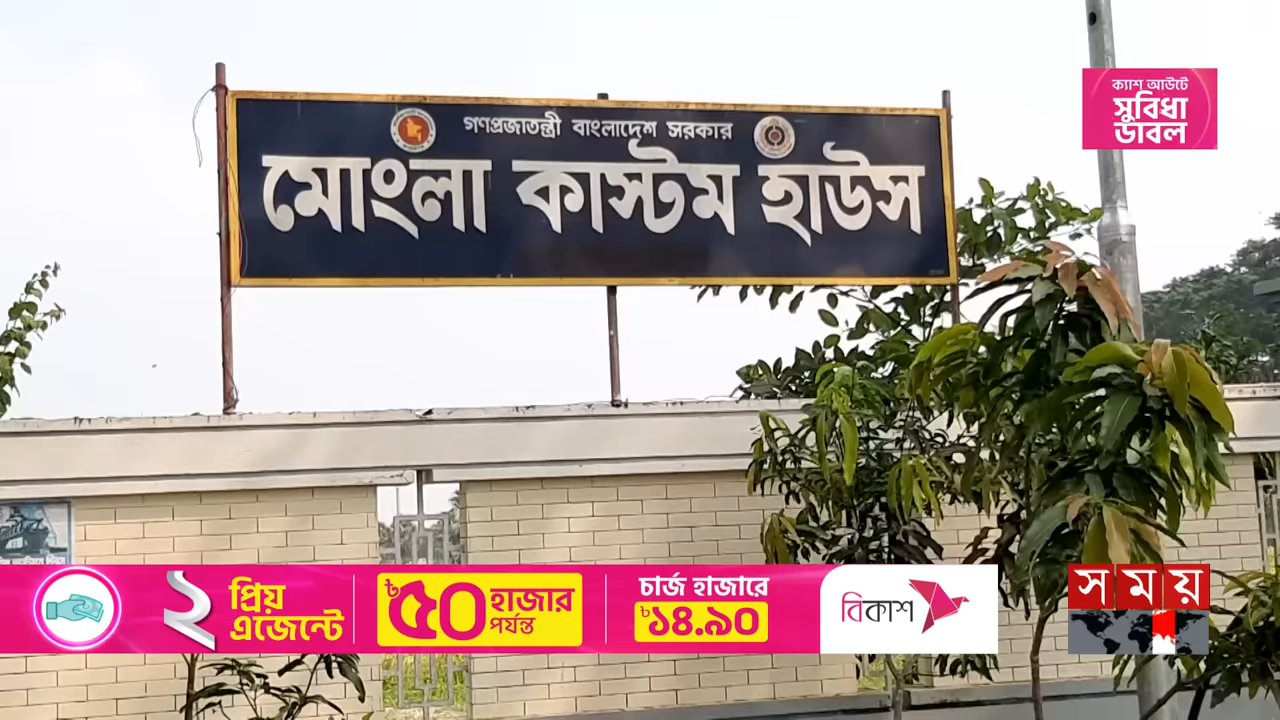 গণপ্রজাতন্ত্রী বাংলাদেশ সরকার
মোংলা কাস্টম হাউস
ক্যাশ আউটে
সুবিধা
ডাবল
২ প্রিয় এজেন্টে
৳৫০ হাজার পর্যন্ত
চার্জ হাজারে
৳১৪.৯০
বিকাশ
সময়